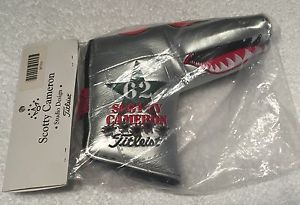 Scotty Cameron
• Studio Design •
Titleist
62
SCOTTY
CAMERON
Titleist